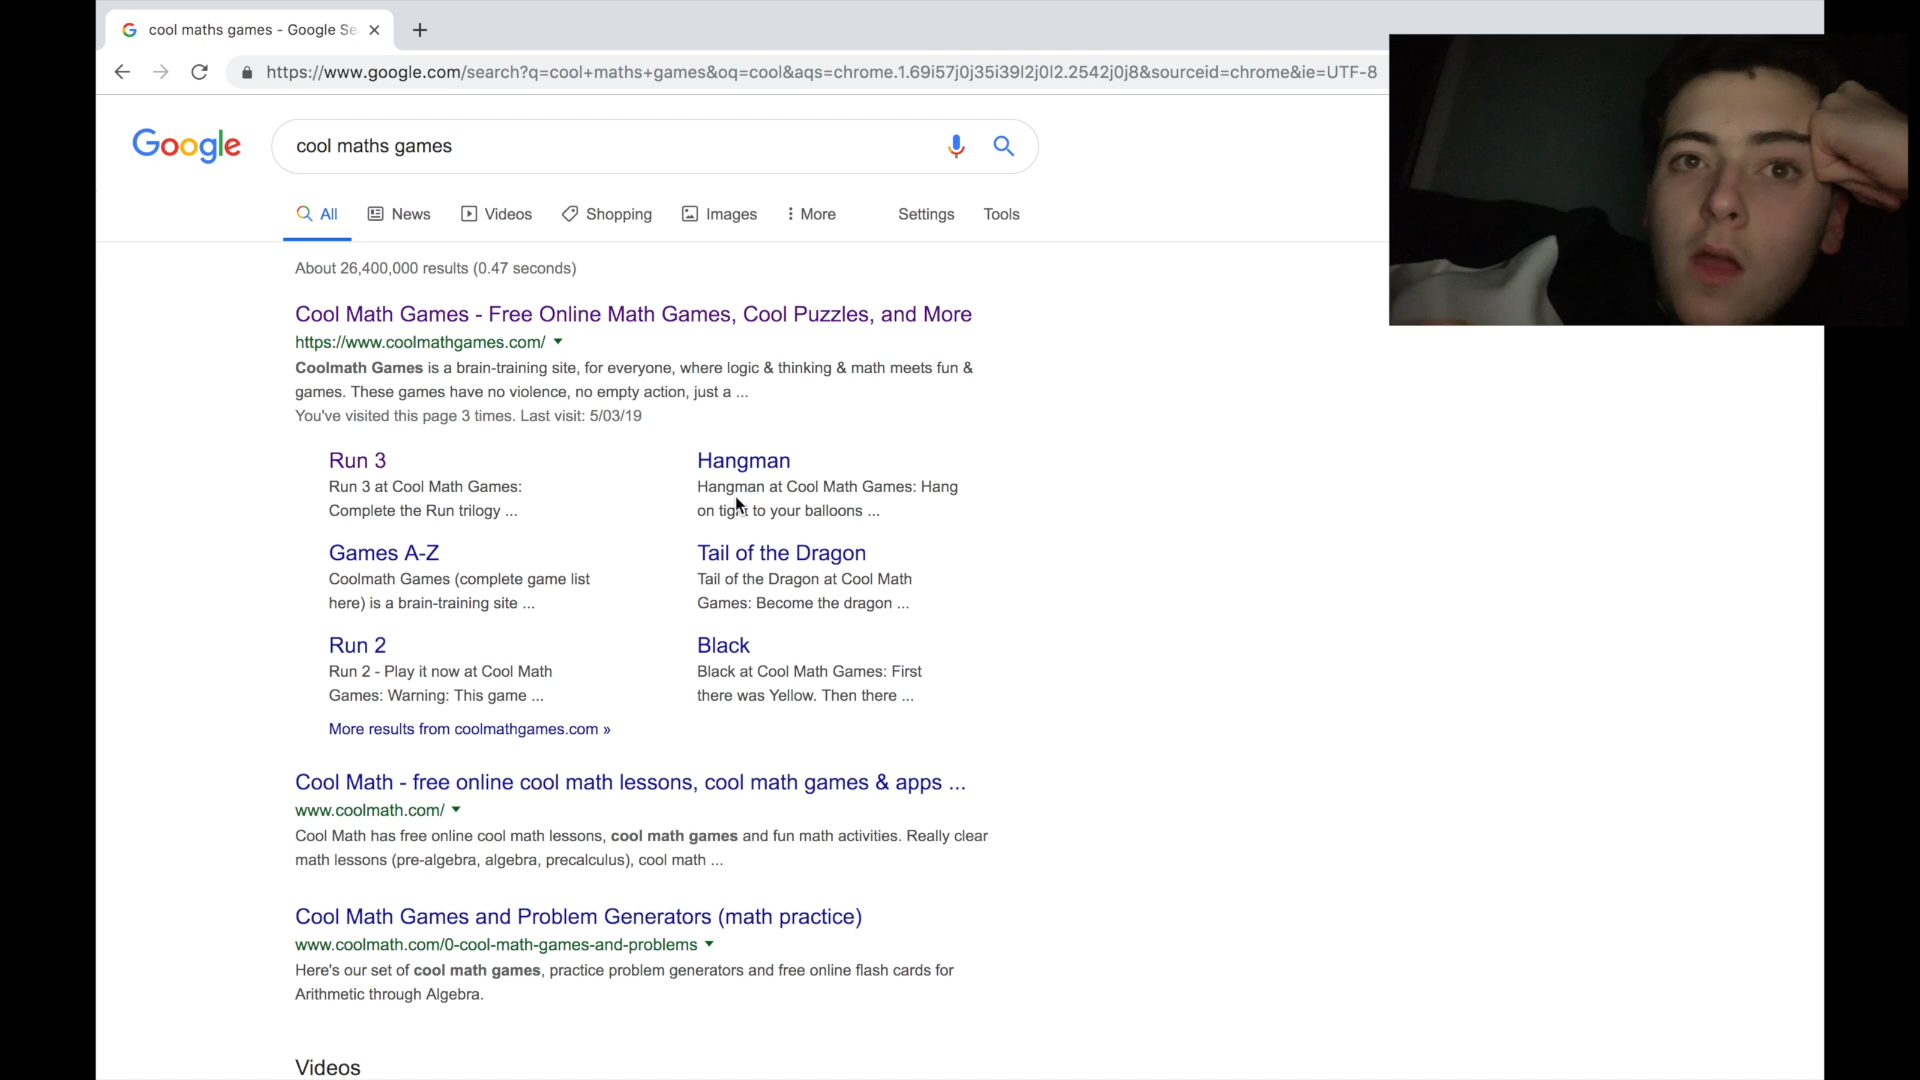 cool maths games - Google Se
https://www.google.com/search?q=cool+maths+games&oq=cool&aqs=chrome.1.69i57j0j35i39l2j0l2.2542j0j8&sourceid=chrome&ie=UTF-8
Google
cool maths games
All News Videos Shopping Images More Settings Tools
About 26,400,000 results (0.47 seconds)
Cool Math Games - Free Online Math Games, Cool Puzzles, and More
https://www.coolmathgames.com/
Coolmath Games is a brain-training site, for everyone, where logic & thinking & math meets fun &
games. These games have no violence, no empty action, just a ...
You've visited this page 3 times. Last visit: 5/03/19
Run 3
Run 3 at Cool Math Games:
Complete the Run trilogy ...
Hangman
Hangman at Cool Math Games: Hang
on tight to your balloons ...
Games A-Z
Coolmath Games (complete game list
here) is a brain-training site ...
Tail of the Dragon
Tail of the Dragon at Cool Math
Games: Become the dragon ...
Run 2
Run 2 - Play it now at Cool Math
Games: Warning: This game ...
Black
Black at Cool Math Games: First
there was Yellow. Then there ...
More results from coolmathgames.com »
Cool Math - free online cool math lessons, cool math games & apps ...
www.coolmath.com/
Cool Math has free online cool math lessons, cool math games and fun math activities. Really clear
math lessons (pre-algebra, algebra, precalculus), cool math ...
Cool Math Games and Problem Generators (math practice)
www.coolmath.com/0-cool-math-games-and-problems
Here's our set of cool math games, practice problem generators and free online flash cards for
Arithmetic through Algebra.
Videos